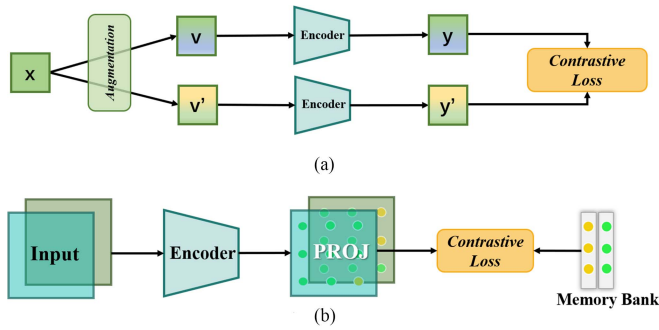 x
Augmentation
v
Encoder
y
v'
Encoder
y'
Contrastive
Loss
(a)
Input
Encoder
PROJ
Contrastive
Loss
Memory Bank
(b)